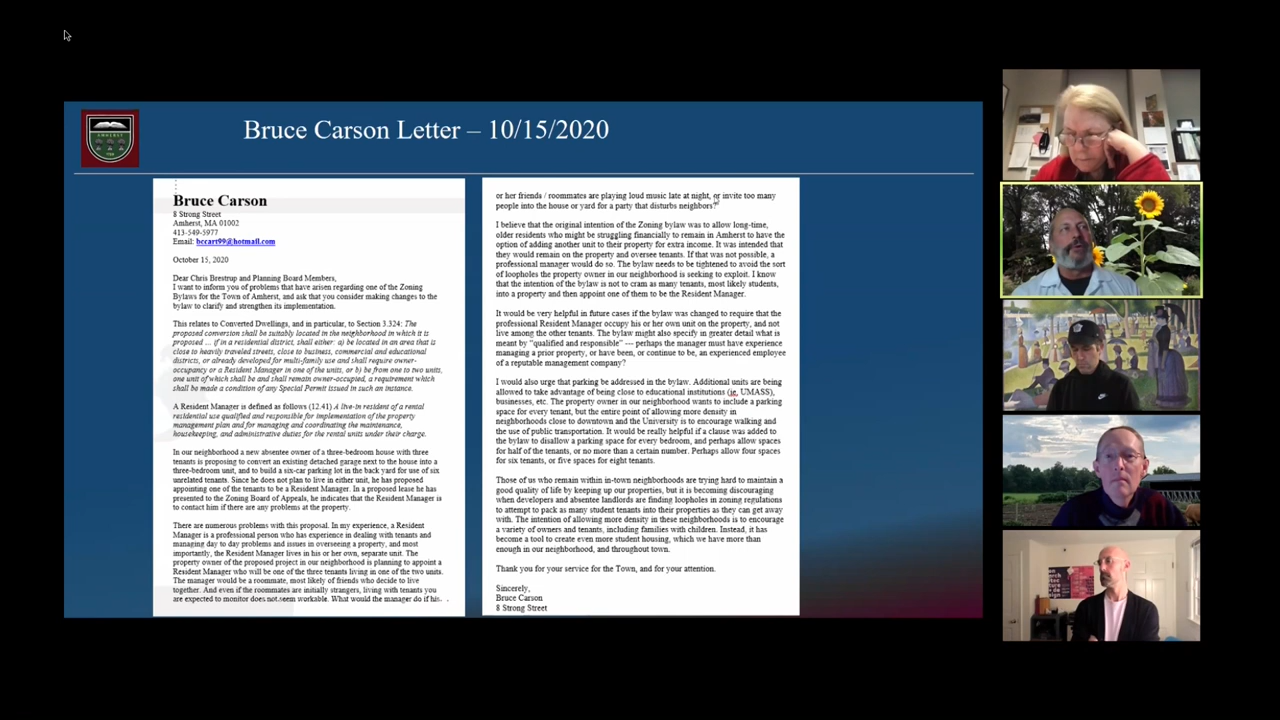 Bruce Carson Letter – 10/15/2020
AMHERST
Bruce Carson
8 Strong Street
Amherst, MA 01002
413-549-5977
Email: bccart99@hotmail.com
October 15, 2020
Dear Chris Brestrup and Planning Board Members,
I want to inform you of problems that have arisen regarding one of the Zoning
Bylaws for the Town of Amherst, and ask that you consider making changes to the
bylaw to clarify and strengthen its implementation.
This relates to Converted Dwellings, and in particular, to Section 3.324: The
proposed conversion shall be suitably located in the neighborhood in which it is
proposed ... if in a residential district, shall either: a) be located in an area that is
close to heavily traveled streets, close to business, commercial and educational
districts, or already developed for multi-family use and shall require owner-
occupancy or a Resident Manager in one of the units, or b) be from one to two units,
one unit of which shall be and shall remain owner-occupied, a requirement which
shall be made a condition of any Special Permit issued in such an instance.
A Resident Manager is defined as follows (12.41) A live-in resident of a rental
residential use qualified and responsible for implementation of the property
management plan and for managing and coordinating the maintenance,
housekeeping, and administrative duties for the rental units under their charge.
In our neighborhood a new absentee owner of a three-bedroom house with three
tenants is proposing to convert an existing detached garage next to the house into a
three-bedroom unit, and to build a six-car parking lot in the back yard for use of six
unrelated tenants. Since he does not plan to live in either unit, he has proposed
appointing one of the tenants to be a Resident Manager. In a proposed lease he has
presented to the Zoning Board of Appeals, he indicates that the Resident Manager is
to contact him if there are any problems at the property.
There are numerous problems with this proposal. In my experience, a Resident
Manager is a professional person who has experience in dealing with tenants and
managing day to day problems and issues in overseeing a property, and most
importantly, the Resident Manager lives in his or her own, separate unit. The
property owner of the proposed project in our neighborhood is planning to appoint a
Resident Manager who will be one of the three tenants living in one of the two units.
The manager would be a roommate, most likely of friends who decide to live
together. And even if the roommates are initially strangers, living with tenants you
are expected to monitor does not seem workable. What would the manager do if his
or her friends / roommates are playing loud music late at night, or invite too many
people into the house or yard for a party that disturbs neighbors?
I believe that the original intention of the Zoning bylaw was to allow long-time,
older residents who might be struggling financially to remain in Amherst to have the
option of adding another unit to their property for extra income. It was intended that
they would remain on the property and oversee tenants. If that was not possible, a
professional manager would do so. The bylaw needs to be tightened to avoid the sort
of loopholes the property owner in our neighborhood is seeking to exploit. I know
that the intention of the bylaw is not to cram as many tenants, most likely students,
into a property and then appoint one of them to be the Resident Manager.
It would be very helpful in future cases if the bylaw was changed to require that the
professional Resident Manager occupy his or her own unit on the property, and not
live among the other tenants. The bylaw might also specify in greater detail what is
meant by “qualified and responsible” --- perhaps the manager must have experience
managing a prior property, or have been, or continue to be, an experienced employee
of a reputable management company?
I would also urge that parking be addressed in the bylaw. Additional units are being
allowed to take advantage of being close to educational institutions (ie, UMASS),
businesses, etc. The property owner in our neighborhood wants to include a parking
space for every tenant, but the entire point of allowing more density in
neighborhoods close to downtown and the University is to encourage walking and
the use of public transportation. It would be really helpful if a clause was added to
the bylaw to disallow a parking space for every bedroom, and perhaps allow spaces
for half of the tenants, or no more than a certain number. Perhaps allow four spaces
for six tenants, or five spaces for eight tenants.
Those of us who remain within in-town neighborhoods are trying hard to maintain a
good quality of life by keeping up our properties, but it is becoming discouraging
when developers and absentee landlords are finding loopholes in zoning regulations
to attempt to pack as many student tenants into their properties as they can get away
with. The intention of allowing more density in these neighborhoods is to encourage
a variety of owners and tenants, including families with children. Instead, it has
become a tool to create even more student housing, which we have more than
enough in our neighborhood, and throughout town.
Thank you for your service for the Town, and for your attention.
Sincerely,
Bruce Carson
8 Strong Street